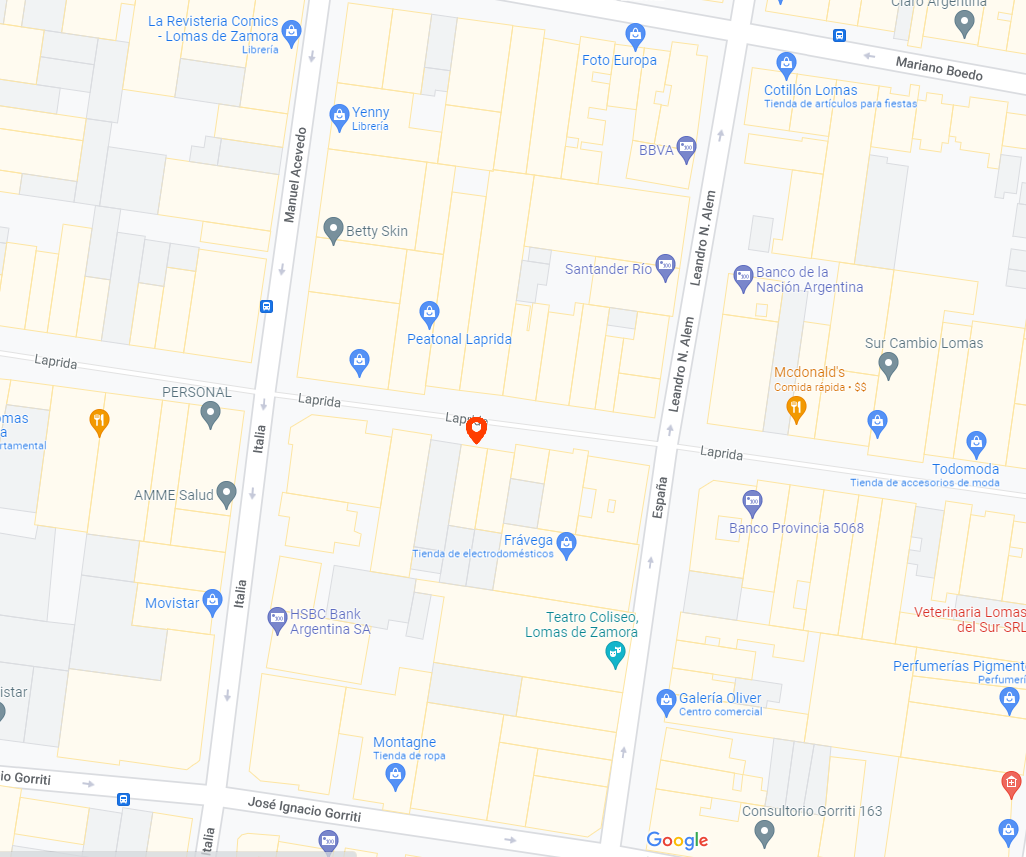 Claro Argentina
La Revisteria Comics
- Lomas de Zamora
Librería
Foto Europa
Mariano Boedo
Cotillón Lomas
Tienda de artículos para fiestas
Yenny
Librería
BBVA
Manuel Acevedo
Betty Skin
Leandro N. Alem
Santander Río
Banco de la
Nación Argentina
Peatonal Laprida
Sur Cambio Lomas
Leandro N. Alem
Laprida
Mcdonald's
Comida rápida • $$
PERSONAL
Laprida
Laprida
omas
a
rtamental
Italia
Laprida
Todomoda
Tienda de accesorios de moda
AMME Salud
España
Banco Provincia 5068
Frávega
Tienda de electrodomésticos
Italia
Movistar
HSBC Bank
Argentina SA
Teatro Coliseo,
Lomas de Zamora
Veterinaria Lomas
del Sur SRL
Perfumerías Pigment
Perfumerí
istar
Galería Oliver
Centro comercial
Montagne
Tienda de ropa
io Gorriti
José Ignacio Gorriti
Consultorio Gorriti 163
Italia
Google